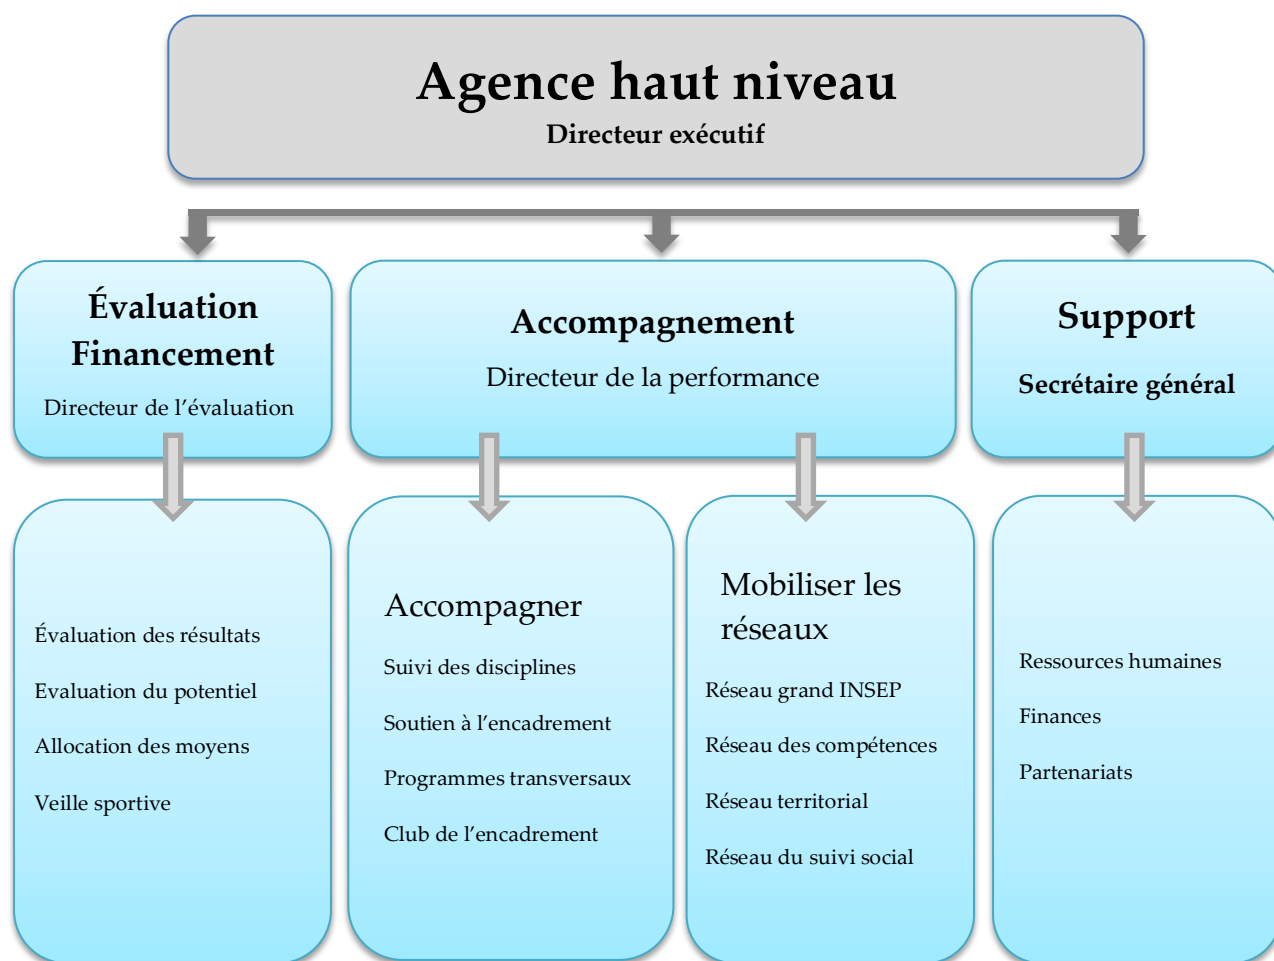 Agence haut niveau
Directeur exécutif
Évaluation
Financement
Directeur de l’évaluation
Accompagnement
Directeur de la performance
Support
Secrétaire général
Évaluation des résultats
Evaluation du potentiel
Allocation des moyens
Veille sportive
Accompagner
Suivi des disciplines
Soutien à l’encadrement
Programmes transversaux
Club de l’encadrement
Mobiliser les
réseaux
Réseau grand INSEP
Réseau des compétences
Réseau territorial
Réseau du suivi social
Ressources humaines
Finances
Partenariats